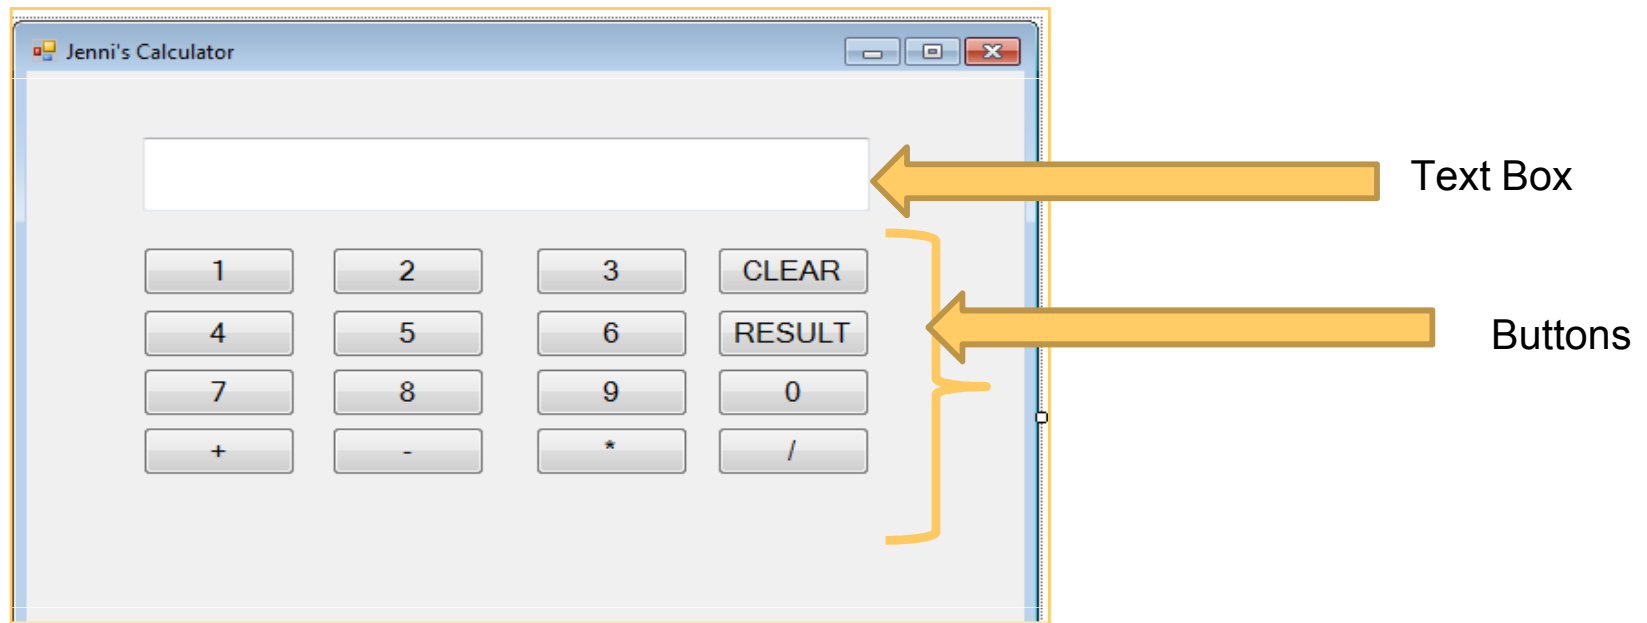 Jenni's Calculator
Text Box
1 2 3 CLEAR
4 5 6 RESULT
Buttons
7 8 9 0
+ - * /